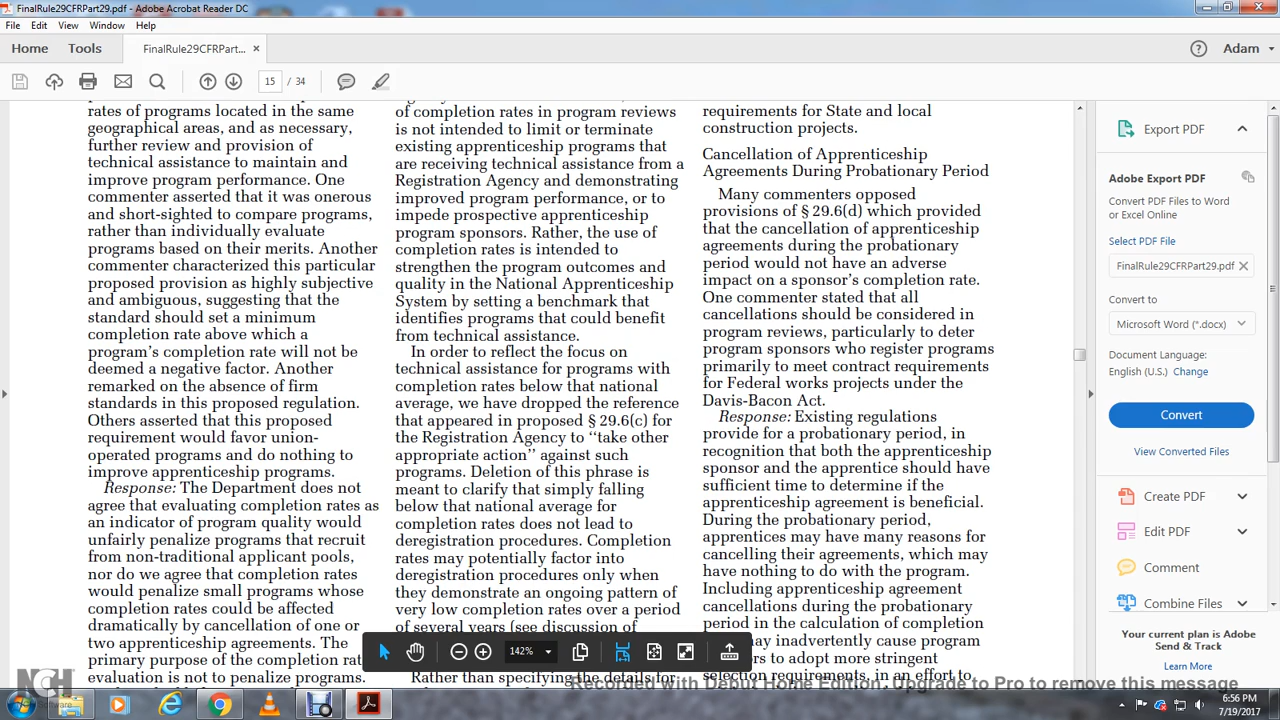 FinalRule29CFRPart29.pdf - Adobe Acrobat Reader DC
File Edit View Window Help
Home Tools FinalRule29CFRPart... × Adam
15 / 34
rates of programs located in the same
geographical areas, and as necessary,
further review and provision of
technical assistance to maintain and
improve program performance. One
commenter asserted that it was onerous
and short-sighted to compare programs,
rather than individually evaluate
programs based on their merits. Another
commenter characterized this particular
proposed provision as highly subjective
and ambiguous, suggesting that the
standard should set a minimum
completion rate above which a
program's completion rate will not be
deemed a negative factor. Another
remarked on the absence of firm
standards in this proposed regulation.
Others asserted that this proposed
requirement would favor union-
operated programs and do nothing to
improve apprenticeship programs.
Response: The Department does not
agree that evaluating completion rates as
an indicator of program quality would
unfairly penalize programs that recruit
from non-traditional applicant pools,
nor do we agree that completion rates
would penalize small programs whose
completion rates could be affected
dramatically by cancellation of one or
two apprenticeship agreements. The
primary purpose of the completion rat
evaluation is not to penalize programs.
of completion rates in program reviews
is not intended to limit or terminate
existing apprenticeship programs that
are receiving technical assistance from a
Registration Agency and demonstrating
improved program performance, or to
impede prospective apprenticeship
program sponsors. Rather, the use of
completion rates is intended to
strengthen the program outcomes and
quality in the National Apprenticeship
System by setting a benchmark that
identifies programs that could benefit
from technical assistance.
In order to reflect the focus on
technical assistance for programs with
completion rates below that national
average, we have dropped the reference
that appeared in proposed § 29.6(c) for
the Registration Agency to ‘‘take other
appropriate action’’ against such
programs. Deletion of this phrase is
meant to clarify that simply falling
below that national average for
completion rates does not lead to
deregistration procedures. Completion
rates may potentially factor into
deregistration procedures only when
they demonstrate an ongoing pattern of
very low completion rates over a period
of several years (see discussion of
Rather than specifying the details for
requirements for State and local
construction projects.
Cancellation of Apprenticeship
Agreements During Probationary Period
Many commenters opposed
provisions of § 29.6(d) which provided
that the cancellation of apprenticeship
agreements during the probationary
period would not have an adverse
impact on a sponsor's completion rate.
One commenter stated that all
cancellations should be considered in
program reviews, particularly to deter
program sponsors who register programs
primarily to meet contract requirements
for Federal works projects under the
Davis-Bacon Act.
Response: Existing regulations
provide for a probationary period, in
recognition that both the apprenticeship
sponsor and the apprentice should have
sufficient time to determine if the
apprenticeship agreement is beneficial.
During the probationary period,
apprentices may have many reasons for
cancelling their agreements, which may
have nothing to do with the program.
Including apprenticeship agreement
cancellations during the probationary
period in the calculation of completion
may inadvertently cause program
to adopt more stringent
selection requirements, in an effort to
142%
Export PDF
Adobe Export PDF
Convert PDF Files to Word
or Excel Online
Select PDF File
FinalRule29CFRPart29.pdf
Convert to
Microsoft Word (*.docx)
Document Language:
English (U.S.) Change
Convert
View Converted Files
Create PDF
Edit PDF
Comment
Combine Files
Your current plan is Adobe
Send & Track
Learn More
NCH
Software
Recorded with Debut Home Edition. Upgrade to Pro to remove this message
6:56 PM
7/19/2017